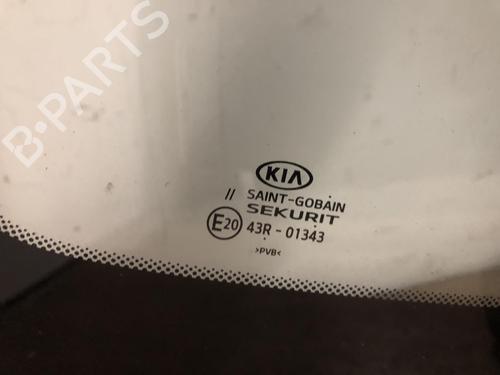 B-PARTS
KIA
// SAINT-GOBAIN
SEKURIT
E20 43R - 01343
>PVB<